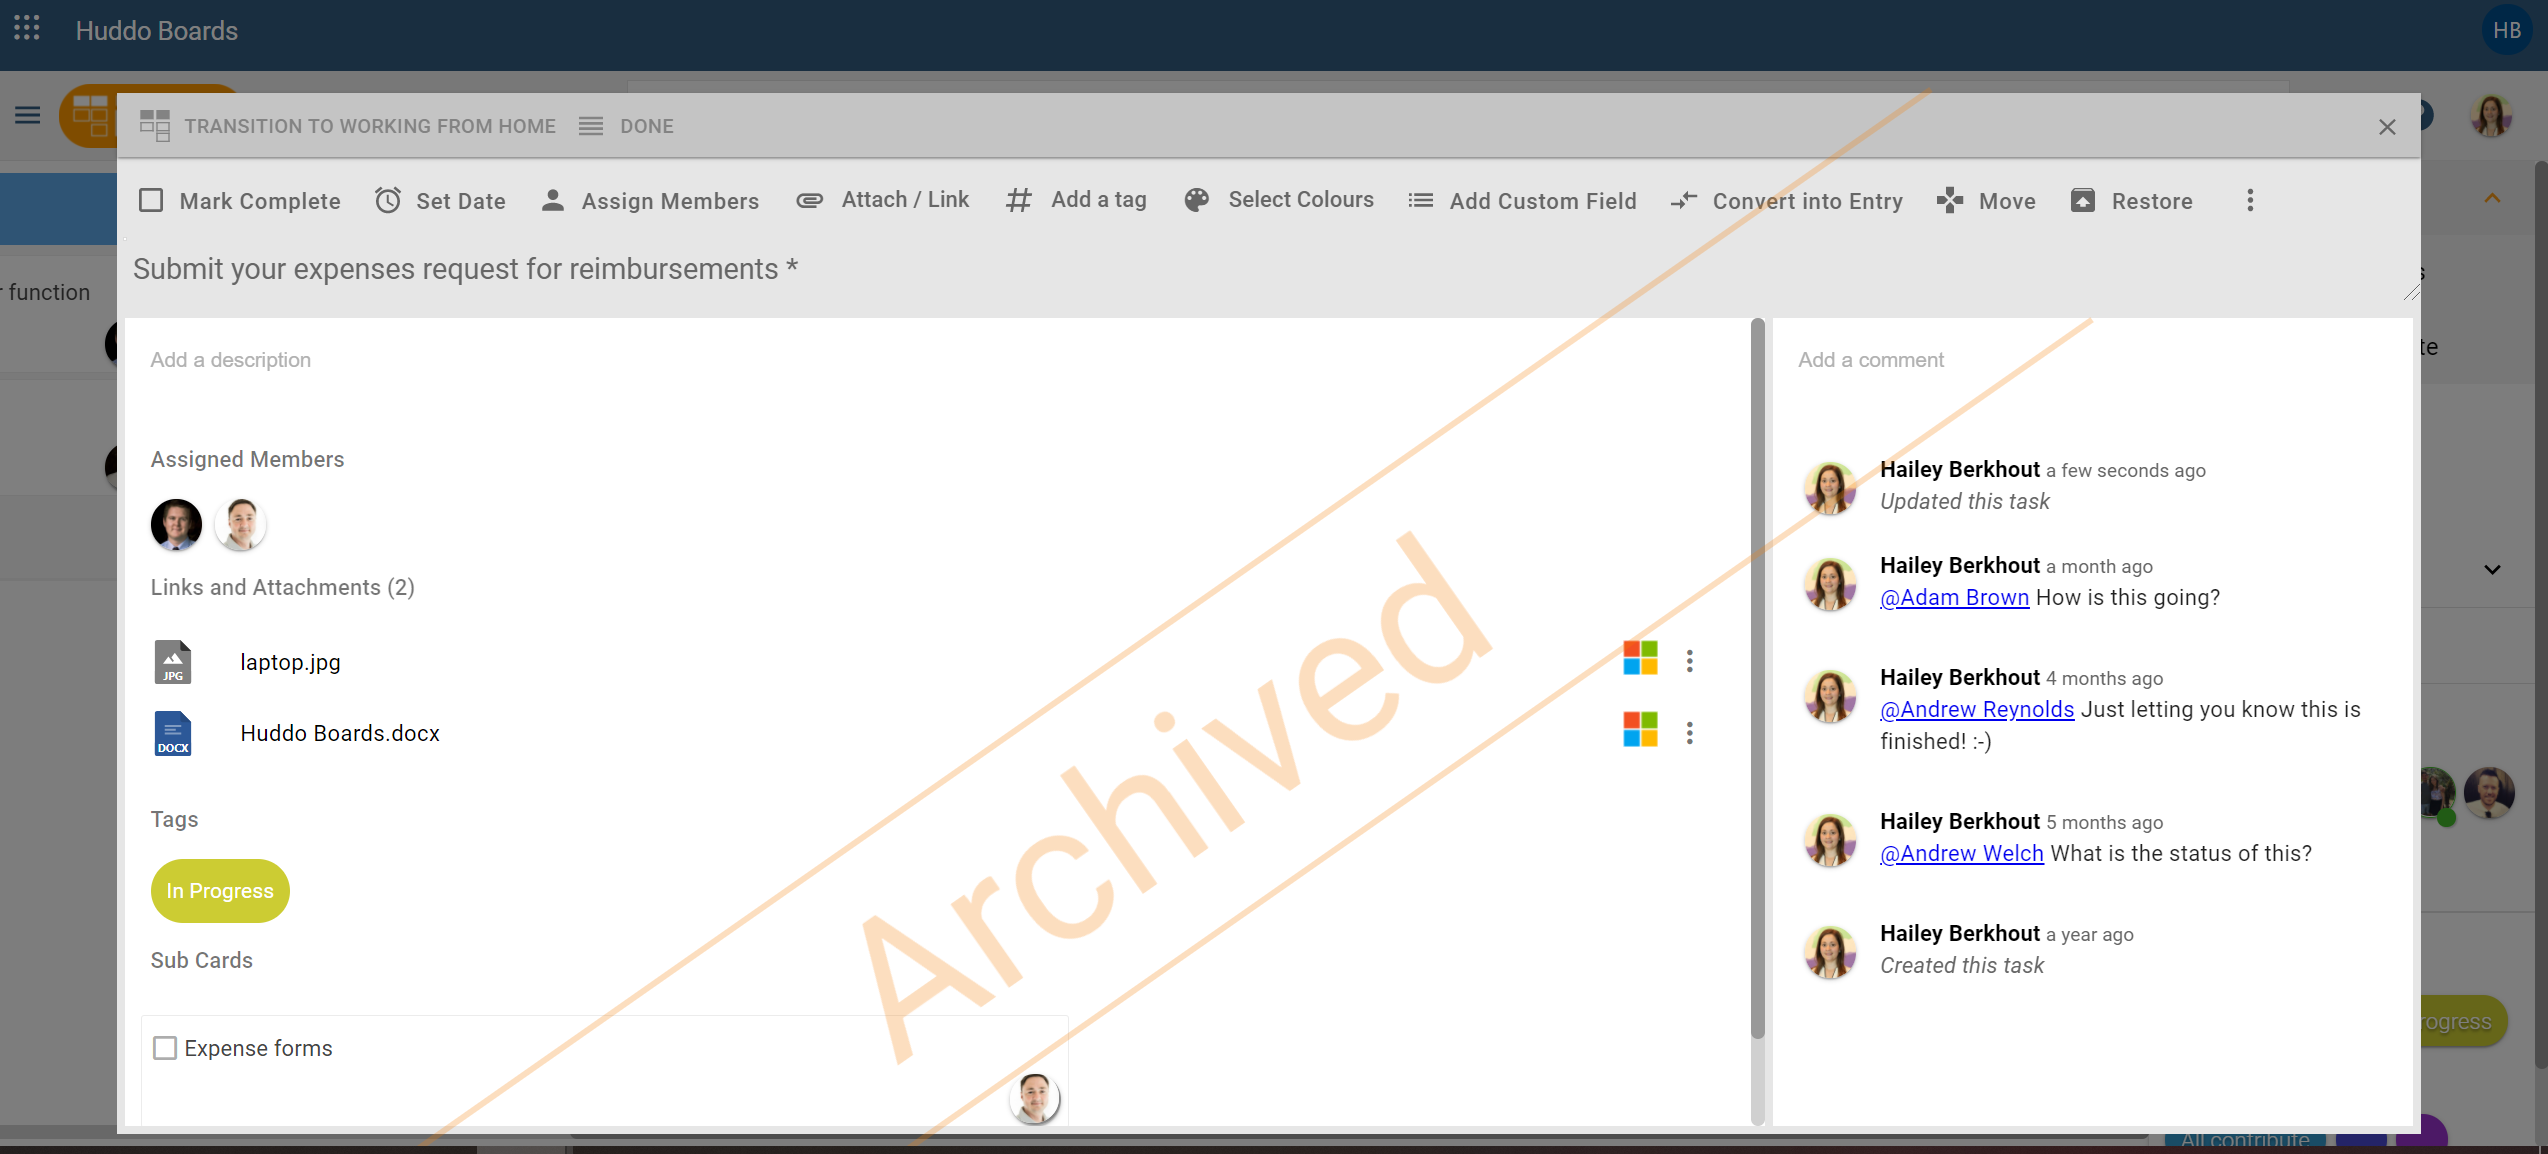 Huddo Boards
HB
TRANSITION TO WORKING FROM HOME
DONE
Mark Complete
Set Date
Assign Members
Attach / Link
Add a tag
Select Colours
Add Custom Field
Convert into Entry
Move
Restore
Submit your expenses request for reimbursements *
function
Add a description
Add a comment
Assigned Members
Links and Attachments (2)
JPG
laptop.jpg
DOCX
Huddo Boards.docx
Tags
In Progress
Sub Cards
Expense forms
Archived
Hailey Berkhout a few seconds ago
Updated this task
Hailey Berkhout a month ago
@Adam Brown How is this going?
Hailey Berkhout 4 months ago
@Andrew Reynolds Just letting you know this is
finished! :-)
Hailey Berkhout 5 months ago
@Andrew Welch What is the status of this?
Hailey Berkhout a year ago
Created this task
rogress
All contribute